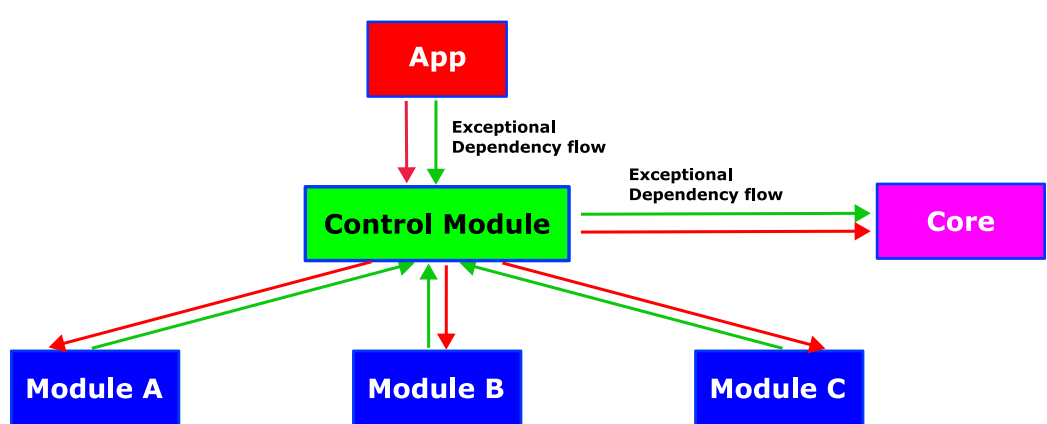 App
Exceptional
Dependency flow
Exceptional
Dependency flow
Control Module
Core
Module A
Module B
Module C